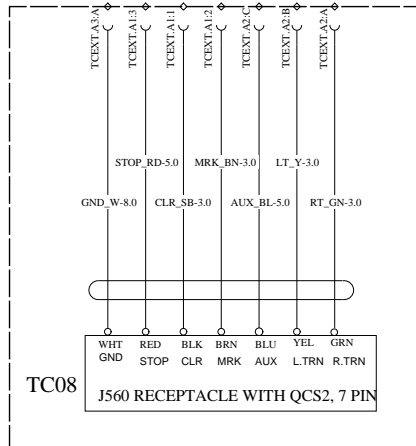 TCEXT.A3:A TCEXT.A1:3 TCEXT.A1:1 TCEXT.A1:2 TCEXT.A2:C TCEXT.A2:B TCEXT.A2:A
STOP_RD-5.0 MRK_BN-3.0 LT_Y-3.0
GND_W-8.0 CLR_SB-3.0 AUX_BL-5.0 RT_GN-3.0
WHT RED BLK BRN BLU YEL GRN
GND STOP CLR MRK AUX L.TRN R.TRN
TC08
J560 RECEPTACLE WITH QCS2, 7 PIN